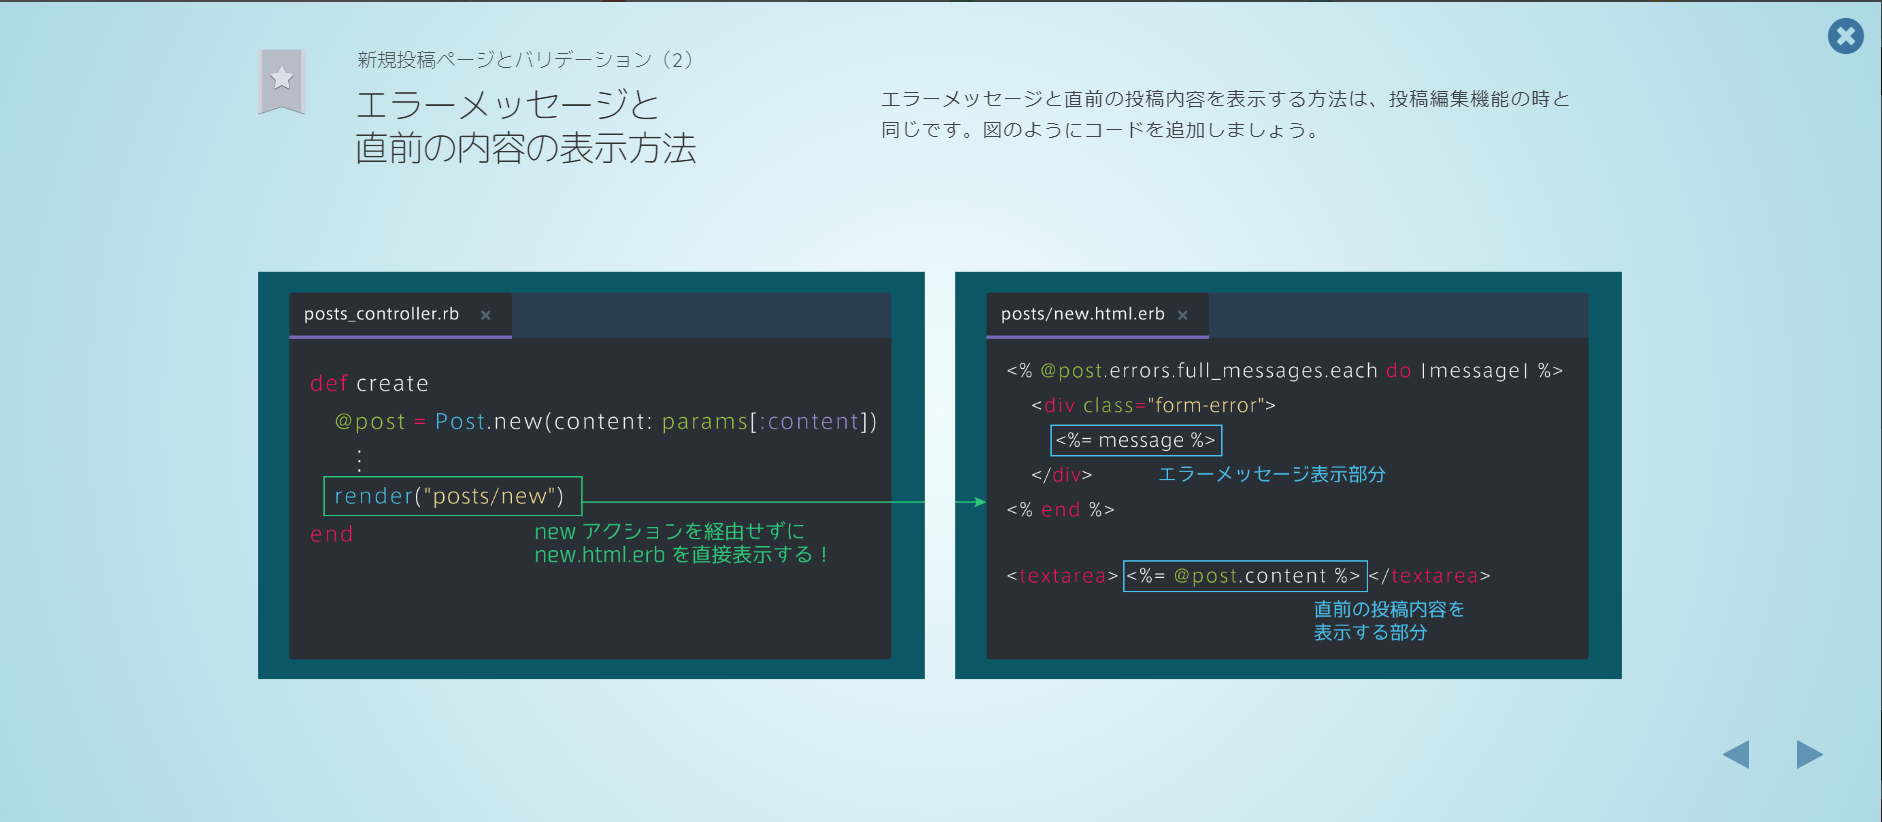 新規投稿ページとバリデーション（2）
エラーメッセージと
直前の内容の表示方法
エラーメッセージと直前の投稿内容を表示する方法は、投稿編集機能の時と
同じです。図のようにコードを追加しましょう。
posts_controller.rb ×
def create
@post = Post.new(content: params[:content])
⋮
render("posts/new")
end
new アクションを経由せずに
new.html.erb を直接表示する！
posts/new.html.erb ×
<% @post.errors.full_messages.each do |message| %>
<div class="form-error">
<%= message %>
</div>
エラーメッセージ表示部分
<% end %>
<textarea><%= @post.content %></textarea>
直前の投稿内容を
表示する部分